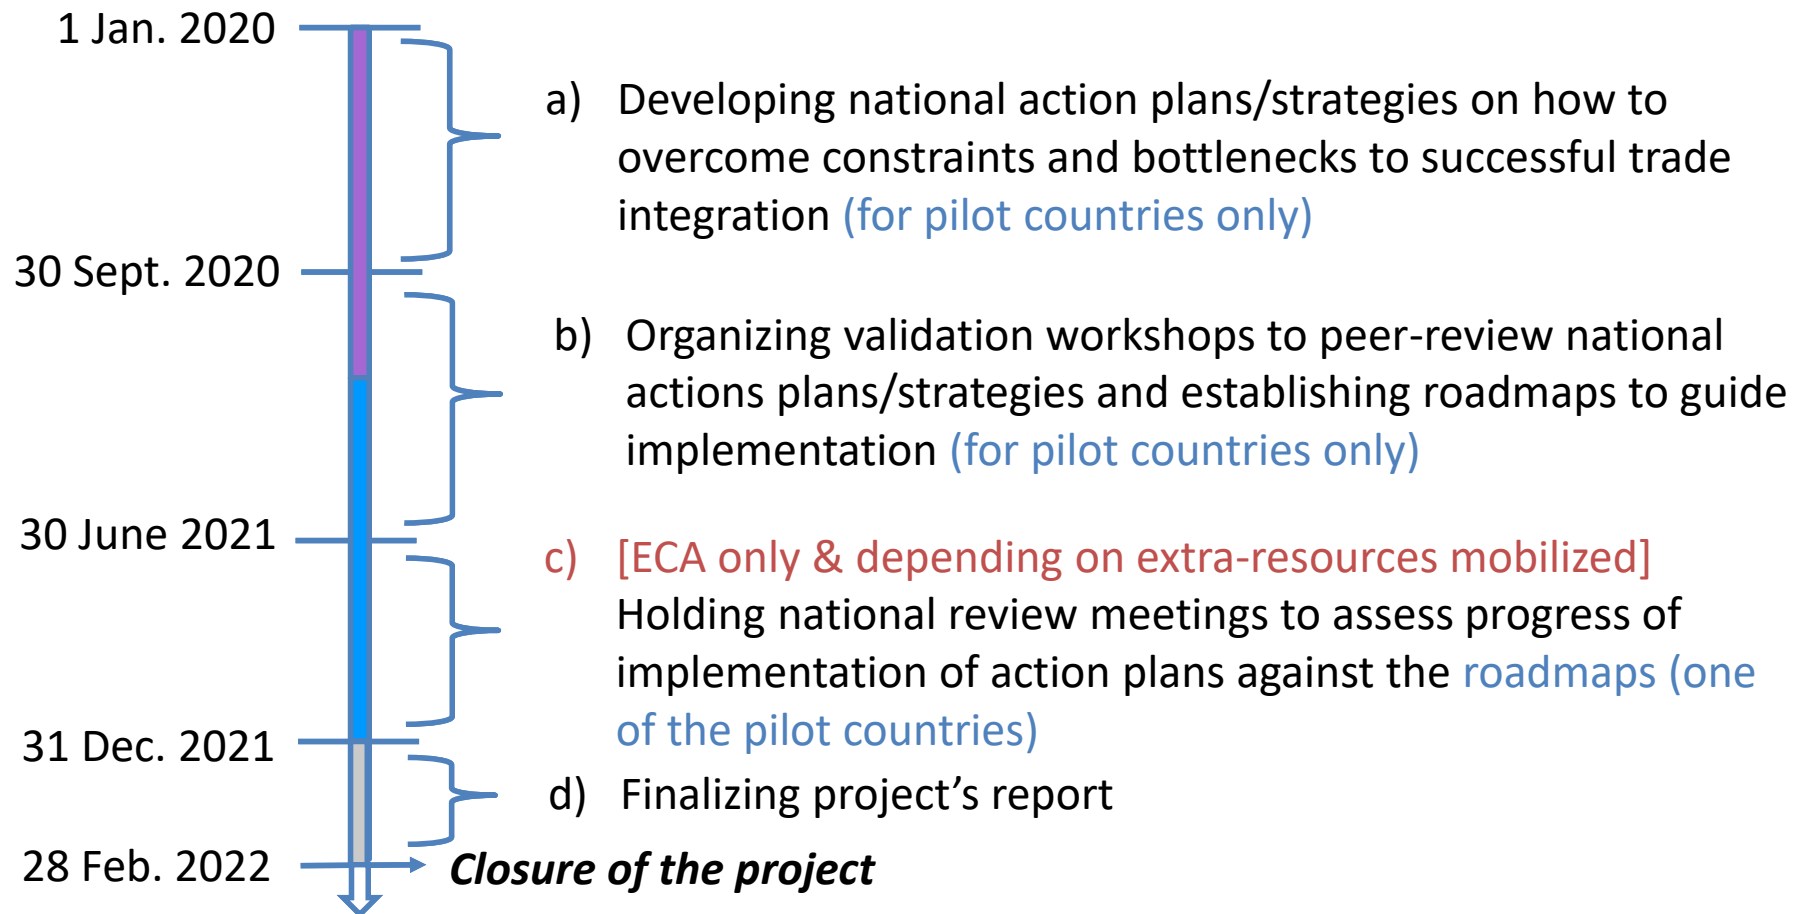 1 Jan. 2020
a) Developing national action plans/strategies on how to
overcome constraints and bottlenecks to successful trade
integration (for pilot countries only)
30 Sept. 2020
b) Organizing validation workshops to peer-review national
actions plans/strategies and establishing roadmaps to guide
implementation (for pilot countries only)
30 June 2021
c) [ECA only & depending on extra-resources mobilized]
Holding national review meetings to assess progress of
implementation of action plans against the roadmaps (one
of the pilot countries)
31 Dec. 2021
d) Finalizing project’s report
28 Feb. 2022
Closure of the project